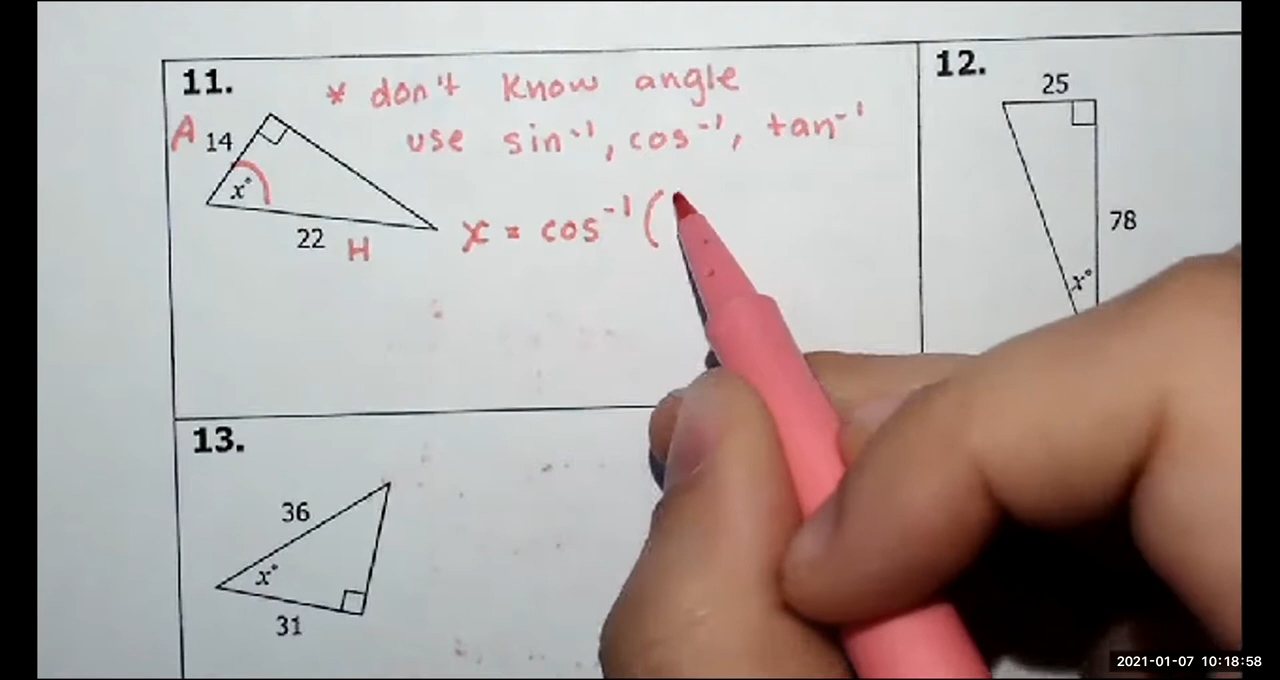 11.
* don't know angle
A 14
use sin⁻¹, cos⁻¹, tan⁻¹
x°
22 H
x = cos⁻¹ (
12.
25
78
x°
13.
36
x°
31
2021-01-07 10:18:58